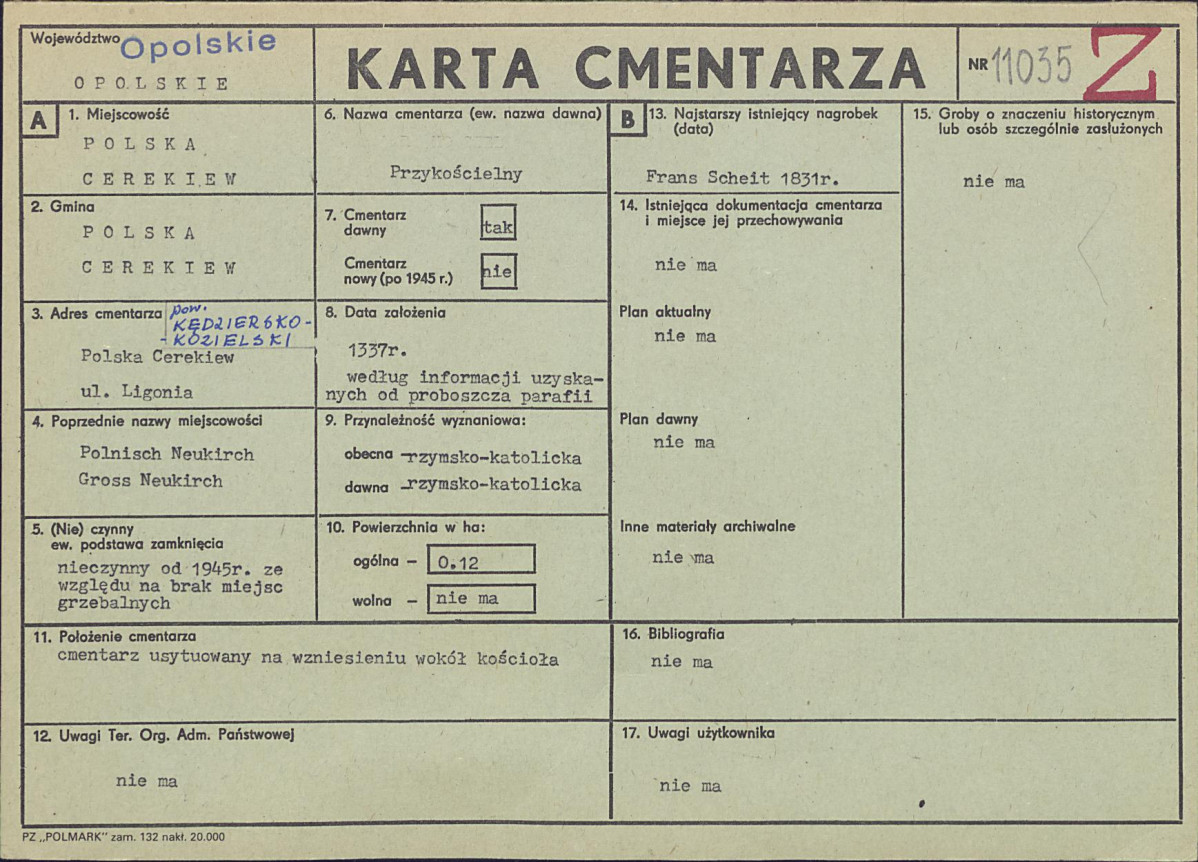 Województwo Opolskie
OPOLSKIE
KARTA CMENTARZA
NR 11035 Z
A 1. Miejscowość
POLSKA
CEREKIEW
2. Gmina
POLSKA
CEREKIEW
3. Adres cmentarza pow.
KĘDZIERSKO-
-KOZIELSKI
Polska Cerekiew
ul. Ligonia
4. Poprzednie nazwy miejscowości
Polnisch Neukirch
Gross Neukirch
5. (Nie) czynny
ew. podstawa zamknięcia
nieczynny od 1945r. ze
względu na brak miejsc
grzebalnych
6. Nazwa cmentarza (ew. nazwa dawna)
Przykościelny
7. Cmentarz
dawny tak
Cmentarz
nowy (po 1945 r.) nie
8. Data założenia
1337r.
według informacji uzyska-
nych od proboszcza parafii
9. Przynależność wyznaniowa:
obecna - rzymsko-katolicka
dawna - rzymsko-katolicka
10. Powierzchnia w ha:
ogólna - 0.12
wolna - nie ma
11. Położenie cmentarza
cmentarz usytuowany na wzniesieniu wokół kościoła
12. Uwagi Ter. Org. Adm. Państwowej
nie ma
B 13. Najstarszy istniejący nagrobek
(data)
Frans Scheit 1831r.
14. Istniejąca dokumentacja cmentarza
i miejsce jej przechowywania
nie ma
Plan aktualny
nie ma
Plan dawny
nie ma
Inne materiały archiwalne
nie ma
15. Groby o znaczeniu historycznym
lub osób szczególnie zasłużonych
nie ma
16. Bibliografia
nie ma
17. Uwagi użytkownika
nie ma
PZ „POLMARK" zam. 132 nakł. 20.000